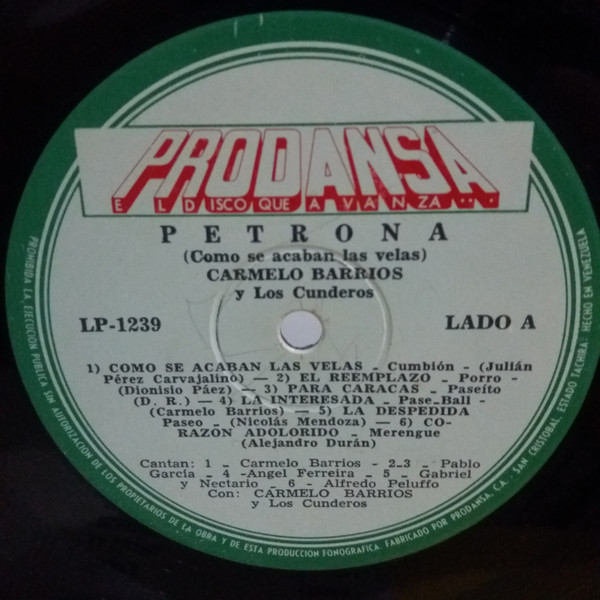 PRODANSA
EL DISCO QUE AVANZA...
PETRONA
(Como se acaban las velas)
CARMELO BARRIOS
y Los Cunderos
LP-1239
LADO A
1) COMO SE ACABAN LAS VELAS - Cumbión - (Julián
Pérez Carvajalino) — 2) EL REEMPLAZO - Porro -
(Dionisio Páez) — 3) PARA CARACAS - Paseíto
(D. R.) — 4) LA INTERESADA - Pase-Ball -
(Carmelo Barrios) — 5) LA DESPEDIDA
Paseo - (Nicolás Mendoza) — 6) CO-
RAZON ADOLORIDO - Merengue
(Alejandro Durán)
Cantan: 1 - Carmelo Barrios - 2-3 - Pablo
García - 4 -Angel Ferreira - 5 - Gabriel
y Nectario - 6 - Alfredo Peluffo
Con: CARMELO BARRIOS
y Los Cunderos
PROHIBIDA LA EJECUCION PUBLICA SIN AUTORIZACION DE LOS PROPIETARIOS DE LA OBRA Y DE ESTA PRODUCCION FONOGRAFICA. FABRICADO POR PRODANSA, C.A. - SAN CRISTOBAL, ESTADO TACHIRA - HECHO EN VENEZUELA